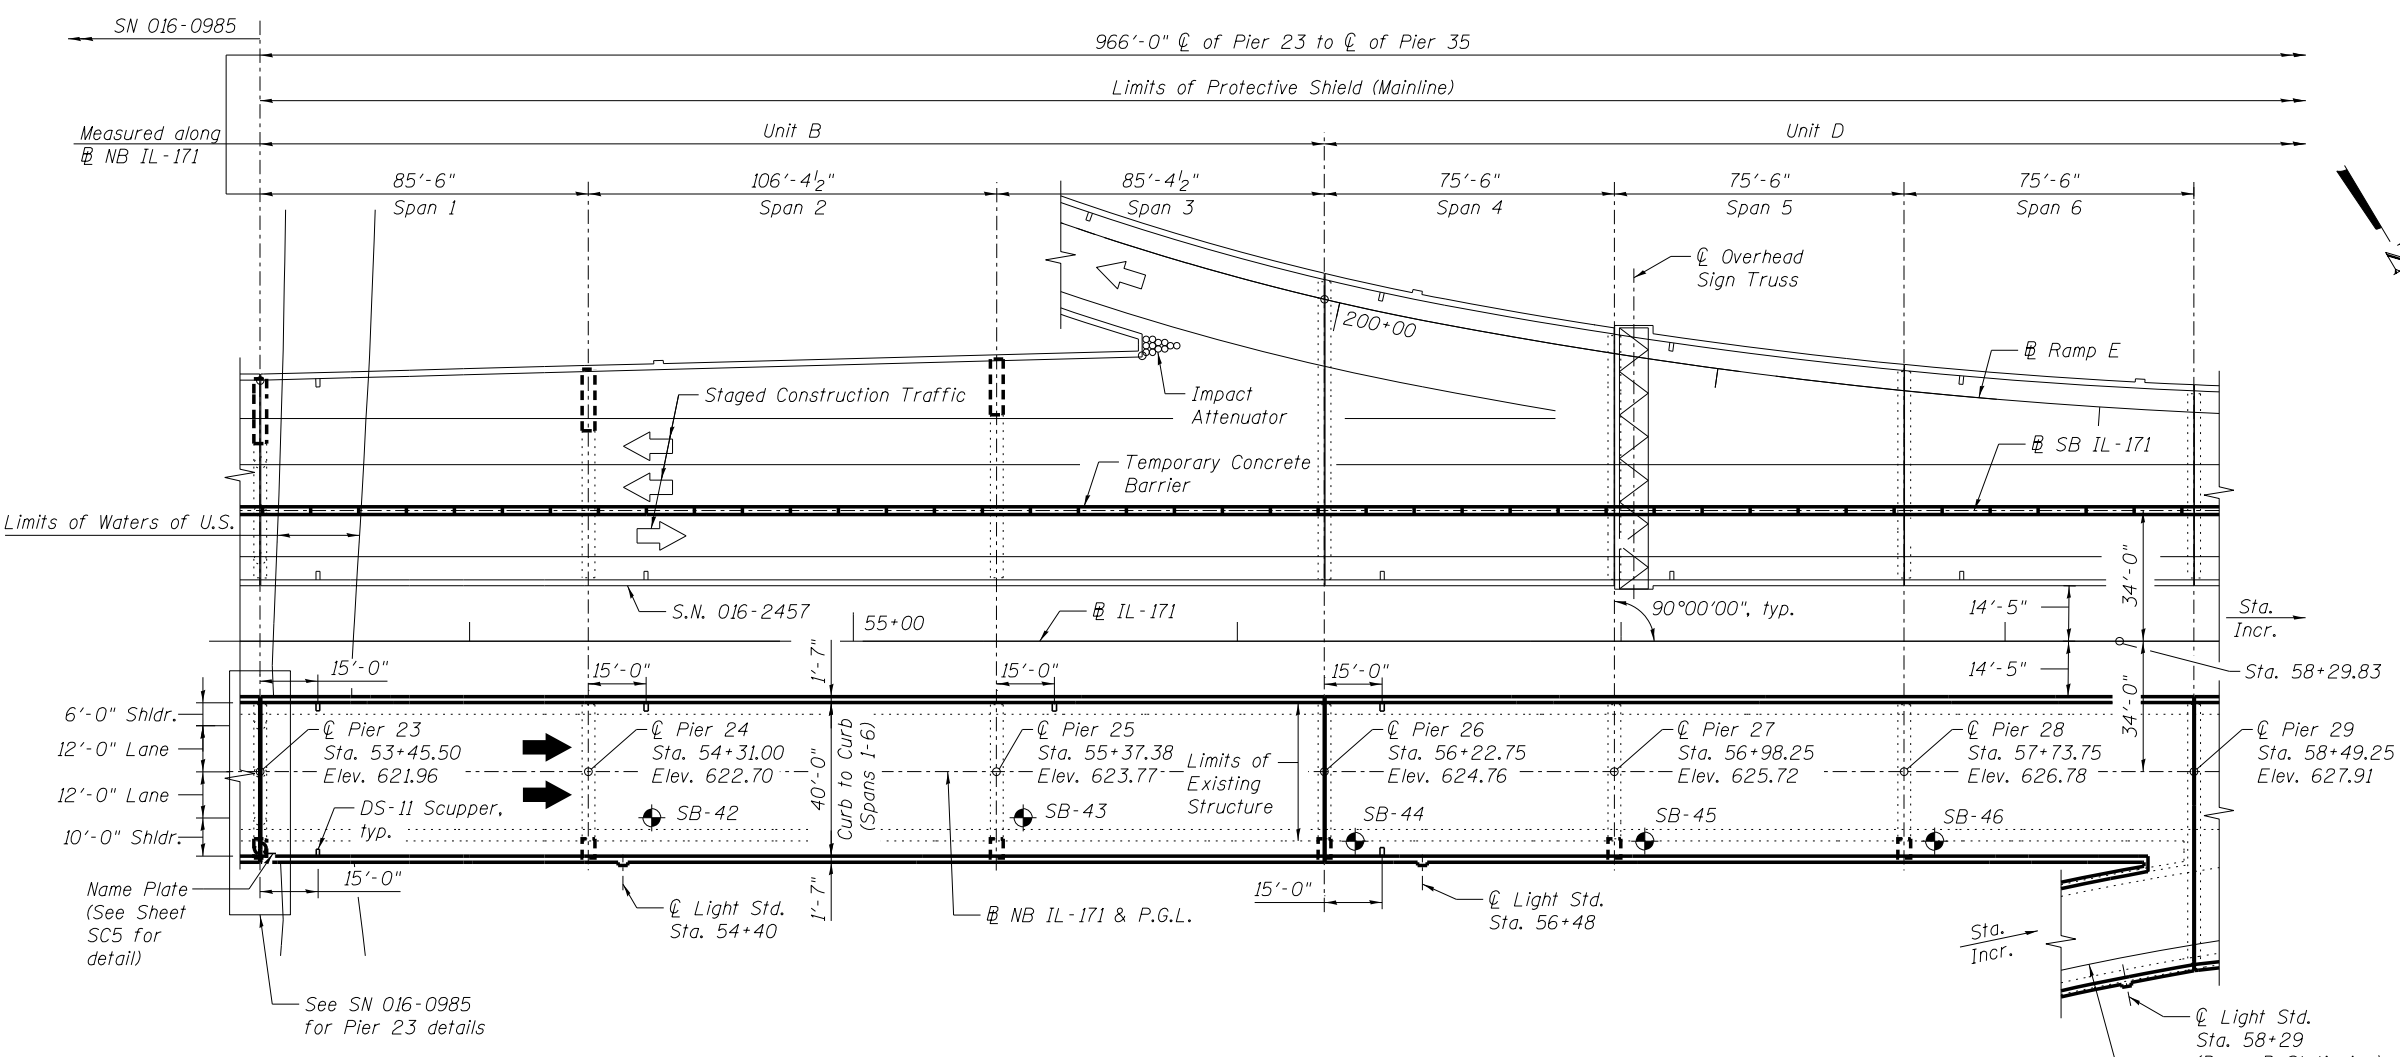 SN 016-0985
966'-0" ℄ of Pier 23 to ℄ of Pier 35
Limits of Protective Shield (Mainline)
Measured along
℄ NB IL-171
Unit B
Unit D
85'-6"
Span 1
106'-4½"
Span 2
85'-4½"
Span 3
75'-6"
Span 4
75'-6"
Span 5
75'-6"
Span 6
℄ Overhead
Sign Truss
200+00
B Ramp E
Staged Construction Traffic
Impact
Attenuator
B SB IL-171
Temporary Concrete
Barrier
Limits of Waters of U.S.
S.N. 016-2457
55+00
B IL-171
90°00'00", typ.
14'-5"
34'-0"
Sta.
Incr.
14'-5"
34'-0"
Sta. 58+29.83
15'-0"
15'-0"
1'-7"
15'-0"
15'-0"
6'-0" Shldr.
12'-0" Lane
12'-0" Lane
10'-0" Shldr.
℄ Pier 23
Sta. 53+45.50
Elev. 621.96
℄ Pier 24
Sta. 54+31.00
Elev. 622.70
40'-0"
Curb to Curb
(Spans 1-6)
℄ Pier 25
Sta. 55+37.38
Elev. 623.77
Limits of
Existing
Structure
℄ Pier 26
Sta. 56+22.75
Elev. 624.76
℄ Pier 27
Sta. 56+98.25
Elev. 625.72
℄ Pier 28
Sta. 57+73.75
Elev. 626.78
℄ Pier 29
Sta. 58+49.25
Elev. 627.91
DS-11 Scupper,
typ.
SB-42
SB-43
SB-44
SB-45
SB-46
Name Plate
(See Sheet
SC5 for
detail)
15'-0"
1'-7"
℄ Light Std.
Sta. 54+40
B NB IL-171 & P.G.L.
15'-0"
℄ Light Std.
Sta. 56+48
Sta.
Incr.
See SN 016-0985
for Pier 23 details
℄ Light Std.
Sta. 58+29